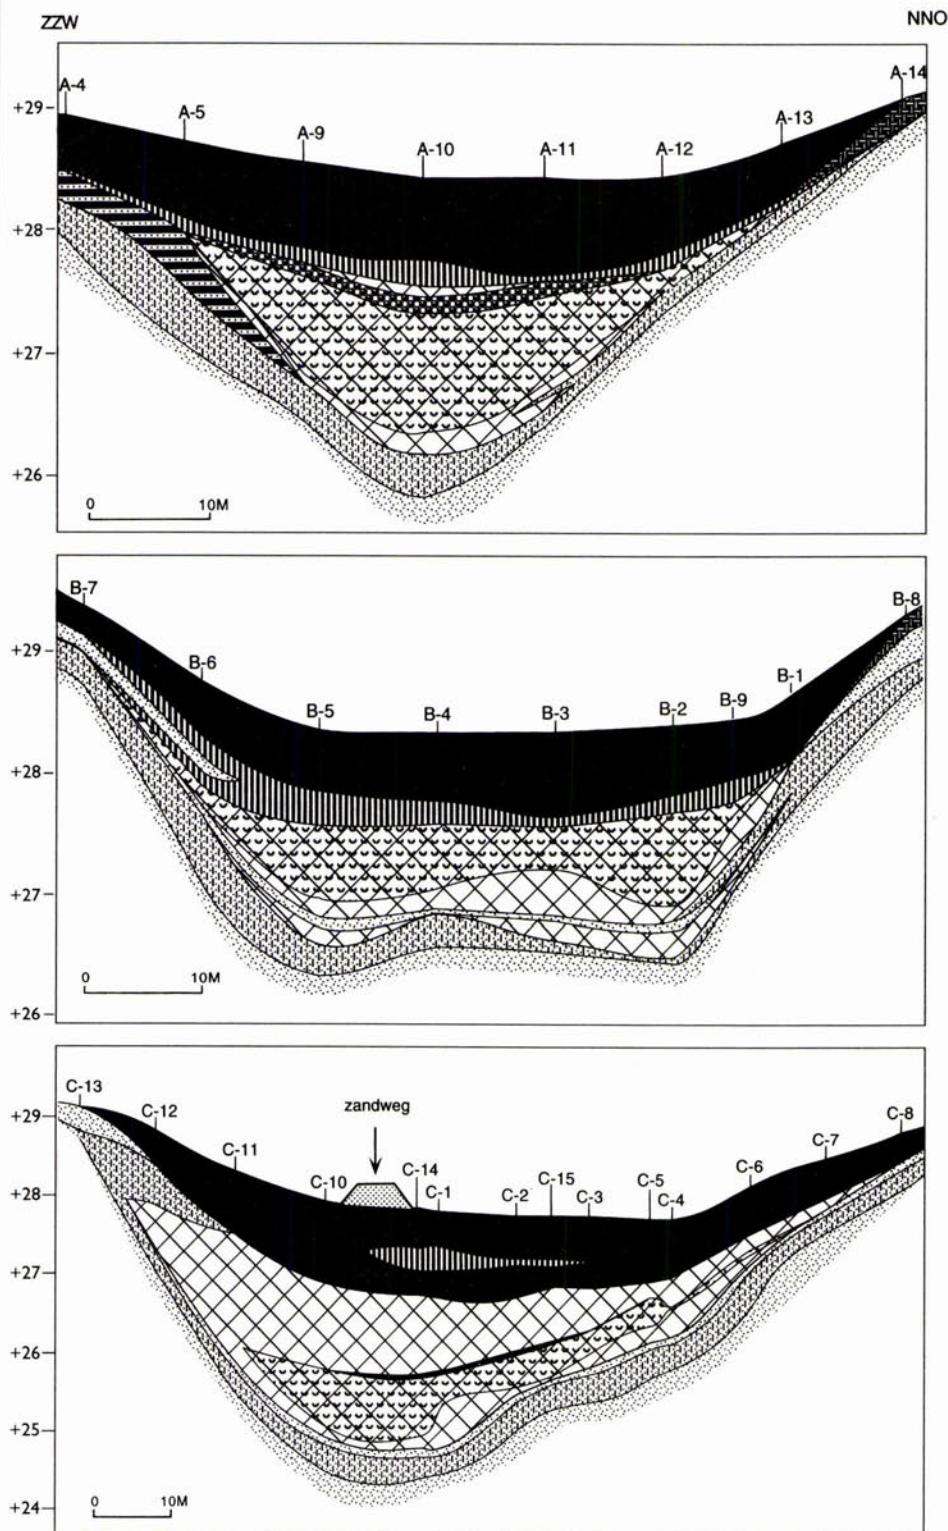 ZZW NNO
A-4 A-5 A-9 A-10 A-11 A-12 A-13 A-14
+29
+28
+27
+26
0 10M
B-7 B-6 B-5 B-4 B-3 B-2 B-9 B-1 B-8
+29
+28
+27
+26
0 10M
zandweg
C-13 C-12 C-11 C-10 C-14 C-1 C-2 C-15 C-3 C-5 C-4 C-6 C-7 C-8
+29
+28
+27
+26
+25
+24
0 10M